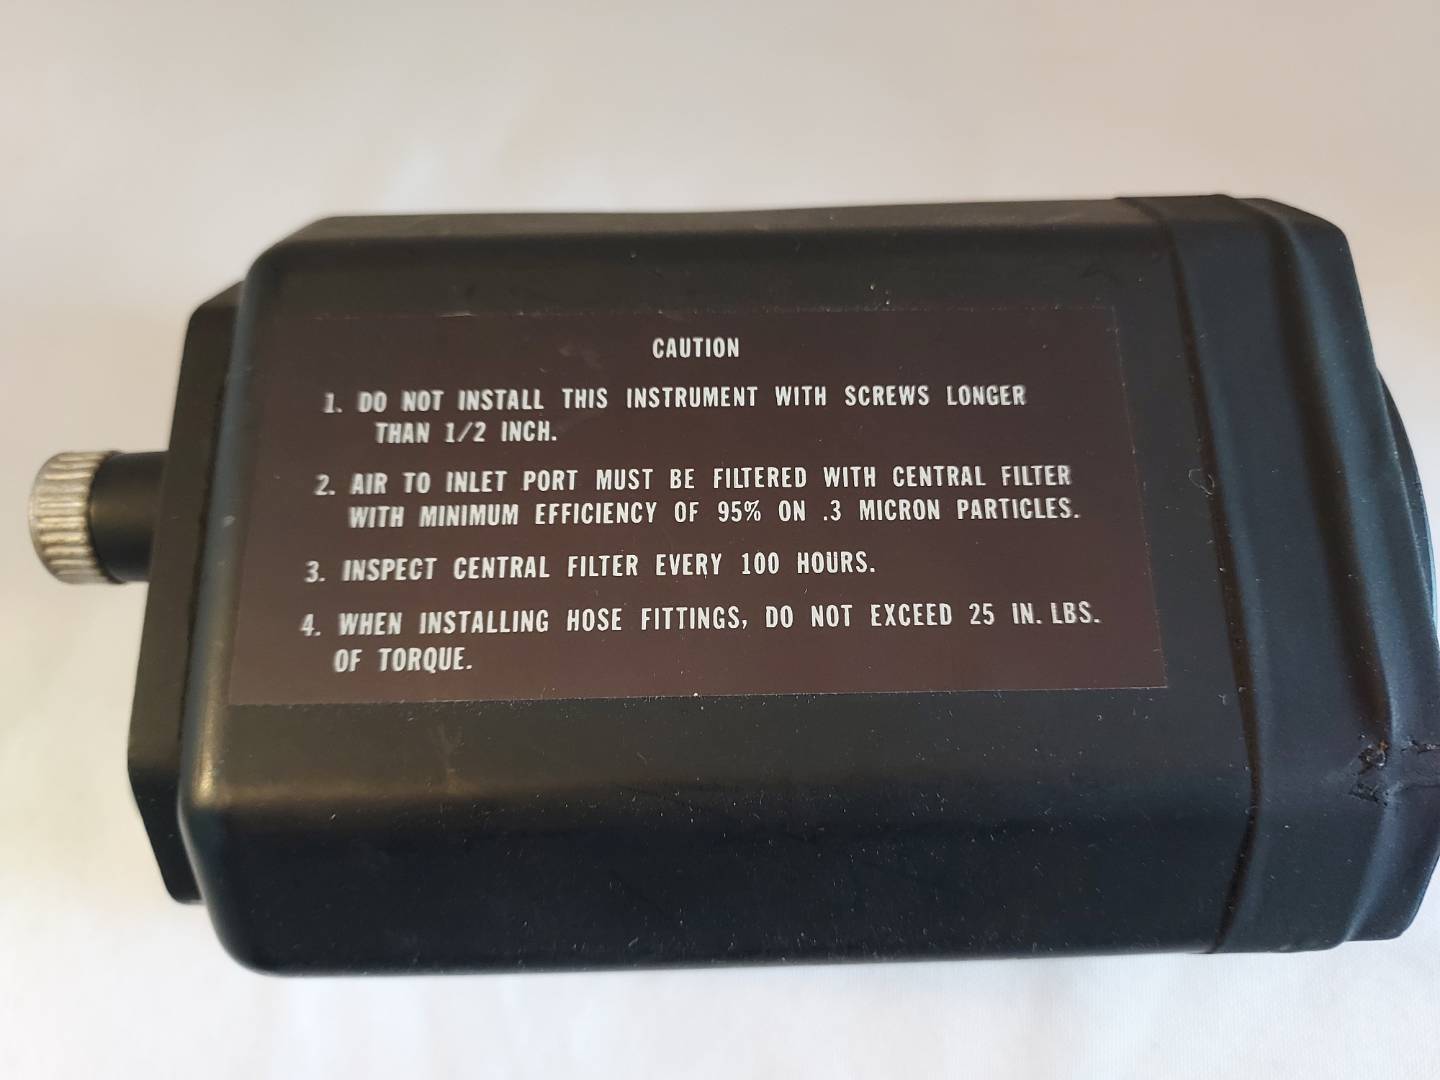 CAUTION
1. DO NOT INSTALL THIS INSTRUMENT WITH SCREWS LONGER
THAN 1/2 INCH.
2. AIR TO INLET PORT MUST BE FILTERED WITH CENTRAL FILTER
WITH MINIMUM EFFICIENCY OF 95% ON .3 MICRON PARTICLES.
3. INSPECT CENTRAL FILTER EVERY 100 HOURS.
4. WHEN INSTALLING HOSE FITTINGS, DO NOT EXCEED 25 IN. LBS.
OF TORQUE.